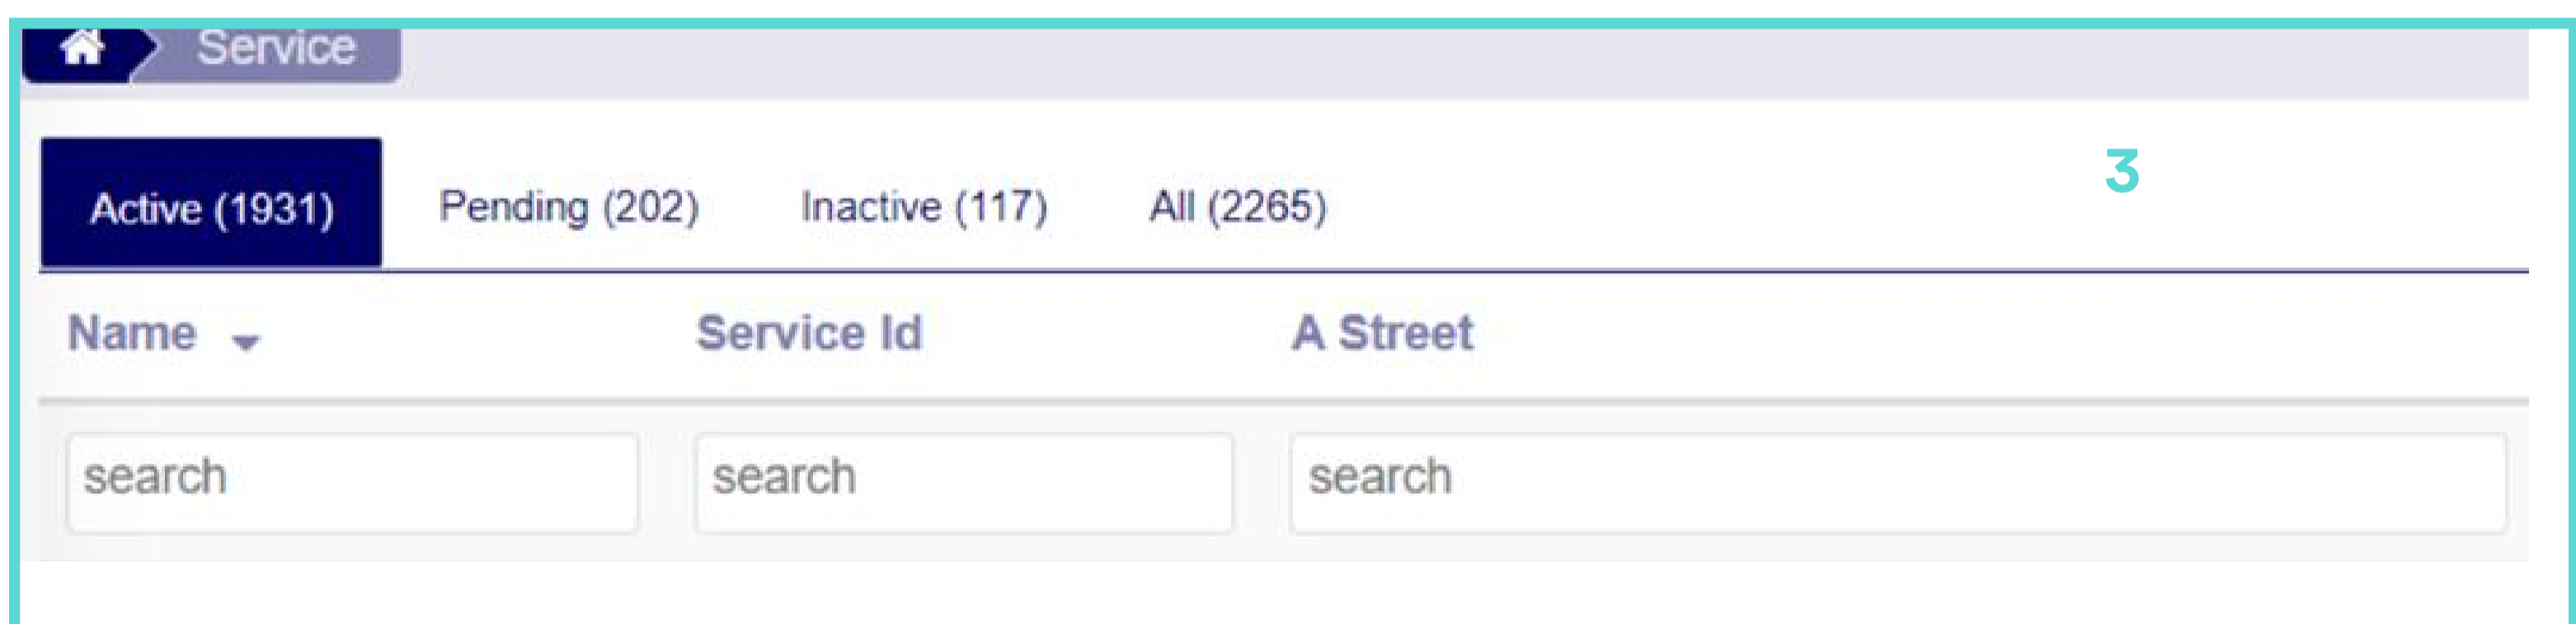 Service
3
Active (1931) Pending (202) Inactive (117) All (2265)
Name Service Id A Street
search search search